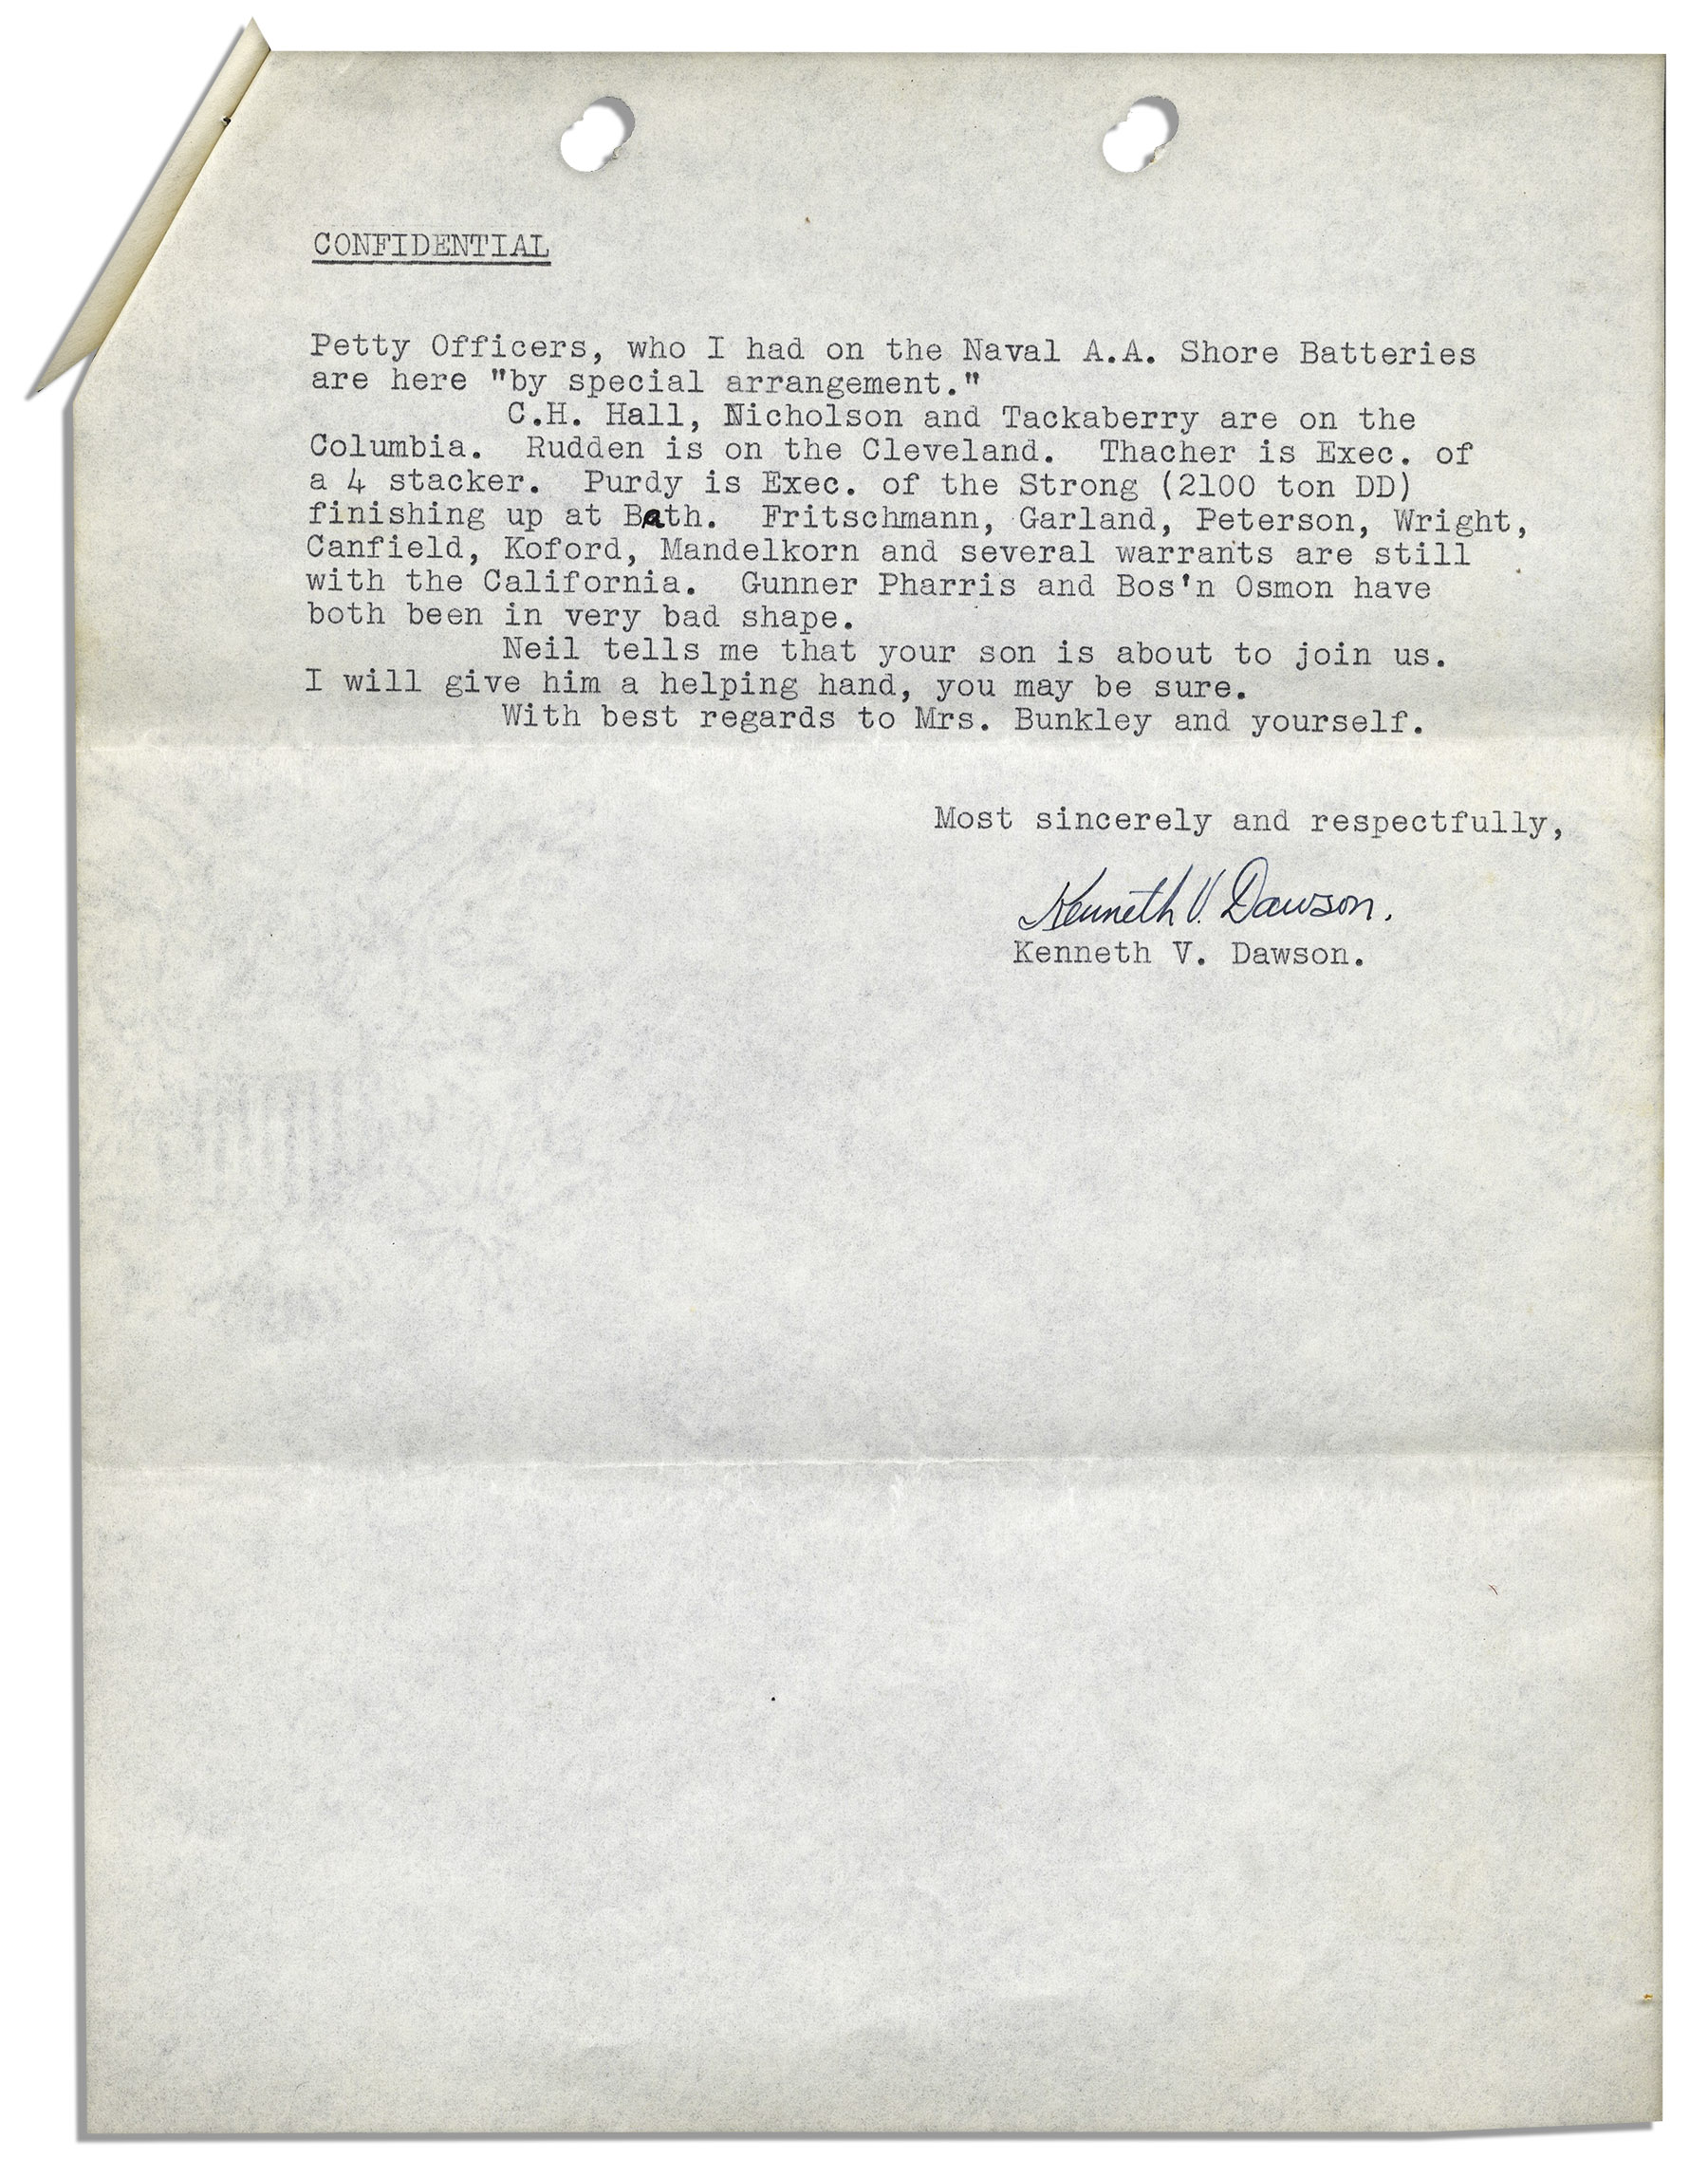 CONFIDENTIAL
Petty Officers, who I had on the Naval A.A. Shore Batteries
are here "by special arrangement."
C.H. Hall, Nicholson and Tackaberry are on the
Columbia. Rudden is on the Cleveland. Thacher is Exec. of
a 4 stacker. Purdy is Exec. of the Strong (2100 ton DD)
finishing up at Bath. Fritschmann, Garland, Peterson, Wright,
Canfield, Koford, Mandelkorn and several warrants are still
with the California. Gunner Pharris and Bos'n Osmon have
both been in very bad shape.
Neil tells me that your son is about to join us.
I will give him a helping hand, you may be sure.
With best regards to Mrs. Bunkley and yourself.
Most sincerely and respectfully,
Kenneth V. Dawson.
Kenneth V. Dawson.